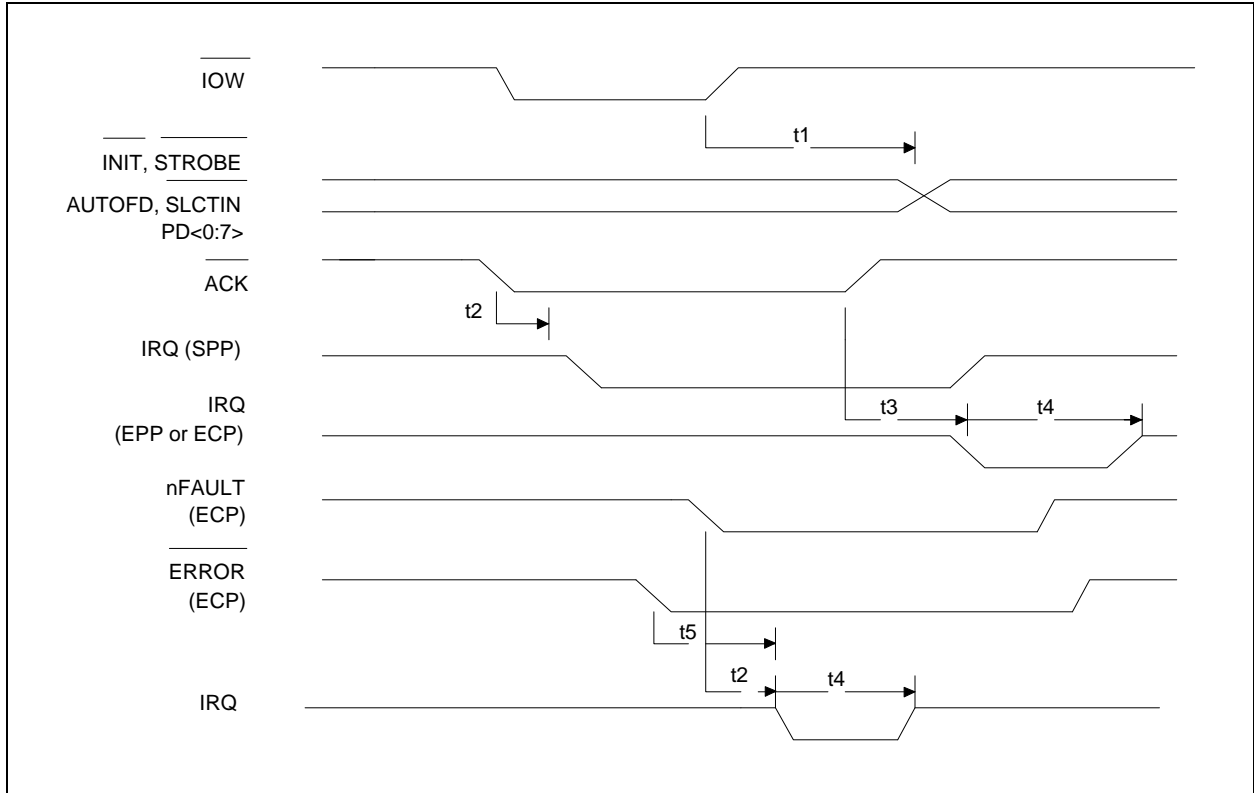 IOW
t1
INIT, STROBE
AUTOFD, SLCTIN
PD<0:7>
ACK
t2
IRQ (SPP)
IRQ
(EPP or ECP)
t3
t4
nFAULT
(ECP)
ERROR
(ECP)
t5
t2
t4
IRQ